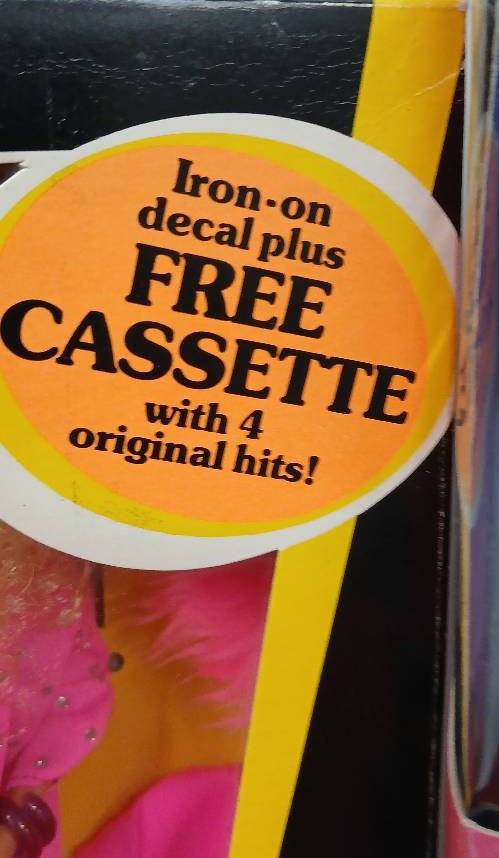 Iron-on
decal plus
FREE
CASSETTE
with 4
original hits!